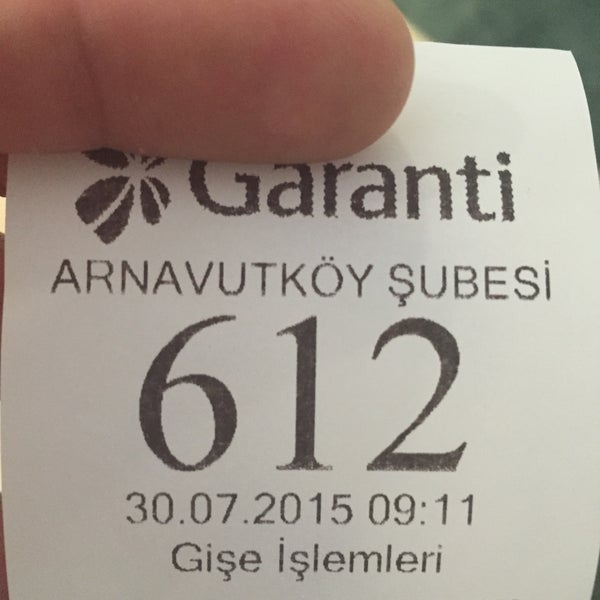 Garanti
ARNAVUTKÖY ŞUBESİ
612
30.07.2015 09:11
Gişe İşlemleri